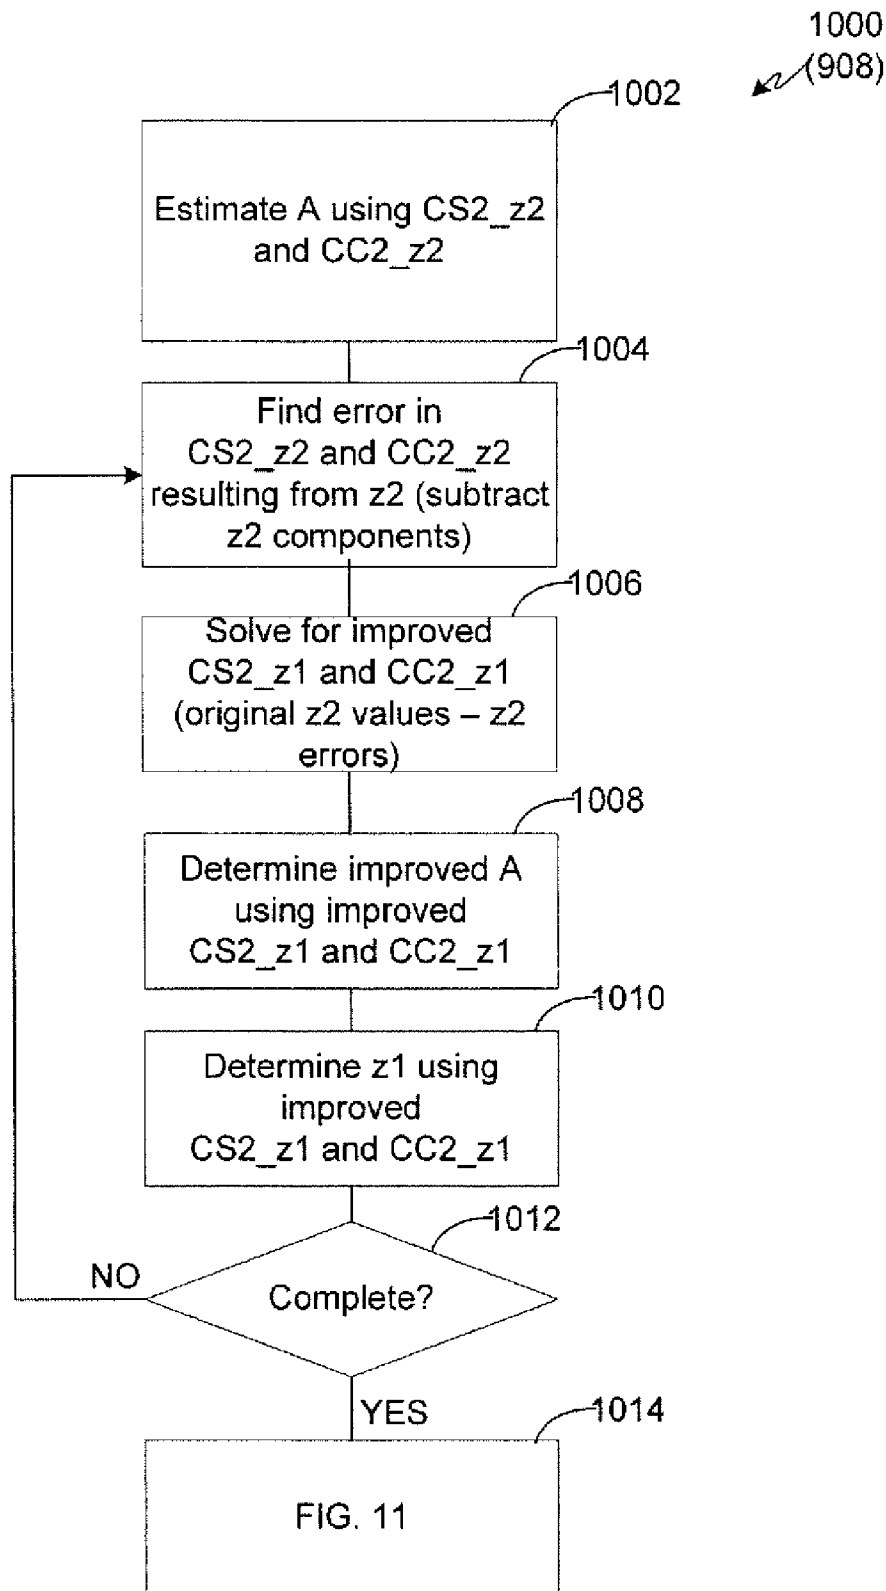 1000
(908)
1002
Estimate A using CS2_z2
and CC2_z2
1004
Find error in
CS2_z2 and CC2_z2
resulting from z2 (subtract
z2 components)
1006
Solve for improved
CS2_z1 and CC2_z1
(original z2 values – z2
errors)
1008
Determine improved A
using improved
CS2_z1 and CC2_z1
1010
Determine z1 using
improved
CS2_z1 and CC2_z1
1012
NO
Complete?
YES
1014
FIG. 11